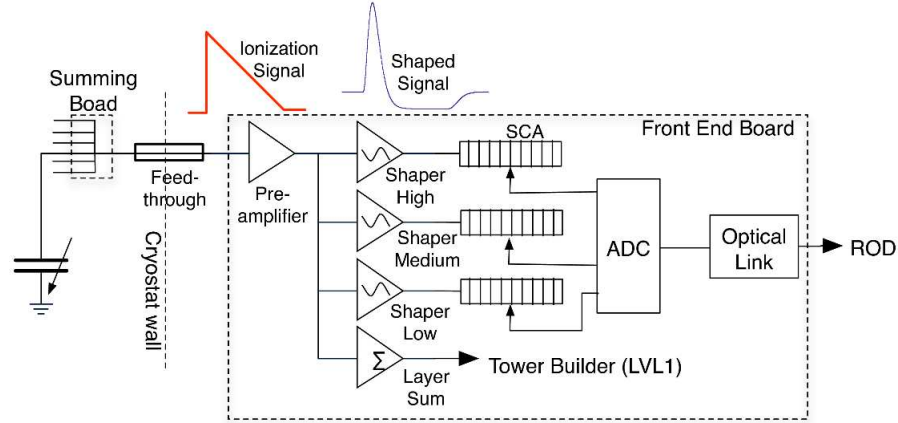 Summing
Boad
Ionization
Signal
Shaped
Signal
Front End Board
SCA
Feed-
through
Pre-
amplifier
Shaper
High
Shaper
Medium
Shaper
Low
Σ
Layer
Sum
Cryostat wall
ADC
Optical
Link
ROD
Tower Builder (LVL1)